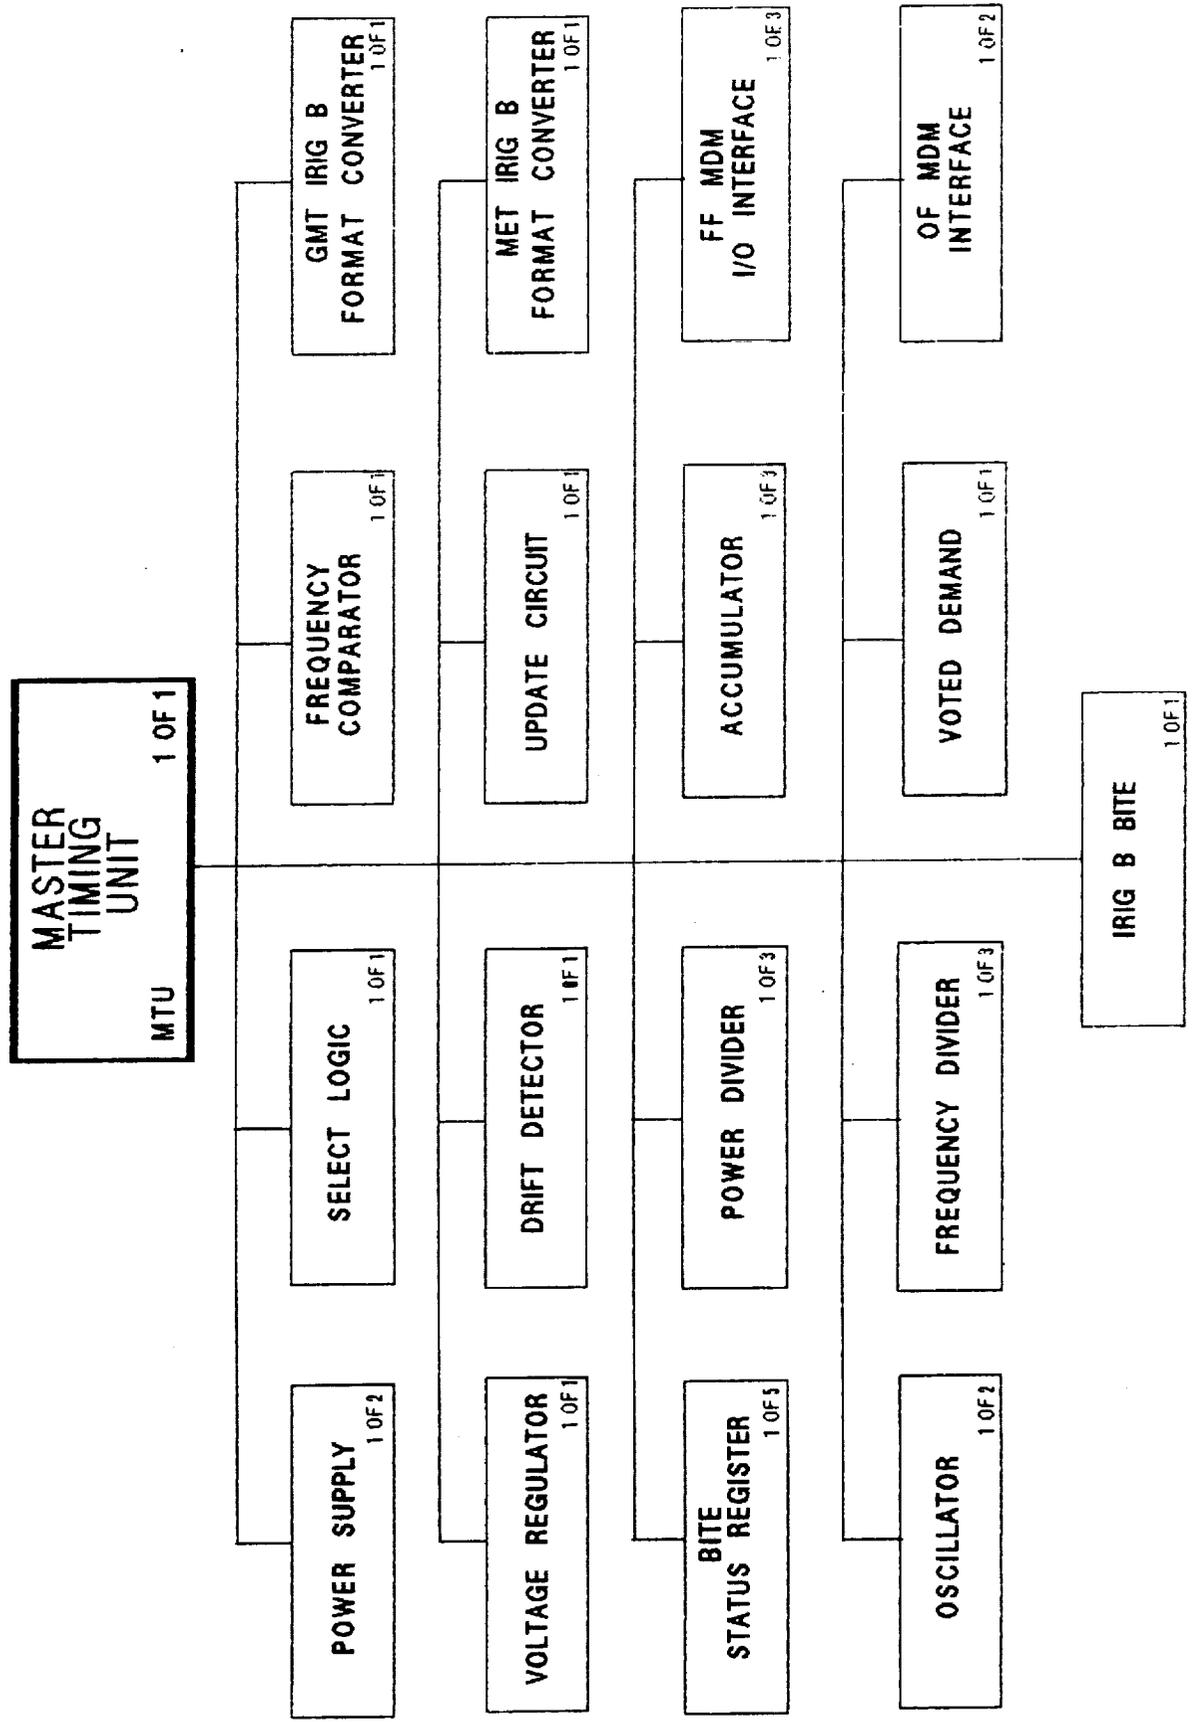 MASTER
TIMING
UNIT
MTU 1 OF 1
POWER SUPPLY
1 OF 2
SELECT LOGIC
1 OF 1
FREQUENCY
COMPARATOR
1 OF 1
GMT IRIG B
FORMAT CONVERTER
1 OF 1
VOLTAGE REGULATOR
1 OF 1
DRIFT DETECTOR
1 OF 1
UPDATE CIRCUIT
1 OF 1
MET IRIG B
FORMAT CONVERTER
1 OF 1
BITE
STATUS REGISTER
1 OF 5
POWER DIVIDER
1 OF 3
ACCUMULATOR
1 OF 3
FF MDM
I/O INTERFACE
1 OF 3
OSCILLATOR
1 OF 2
FREQUENCY DIVIDER
1 OF 3
VOTED DEMAND
1 OF 1
OF MDM
INTERFACE
1 OF 2
IRIG B BITE
1 OF 1